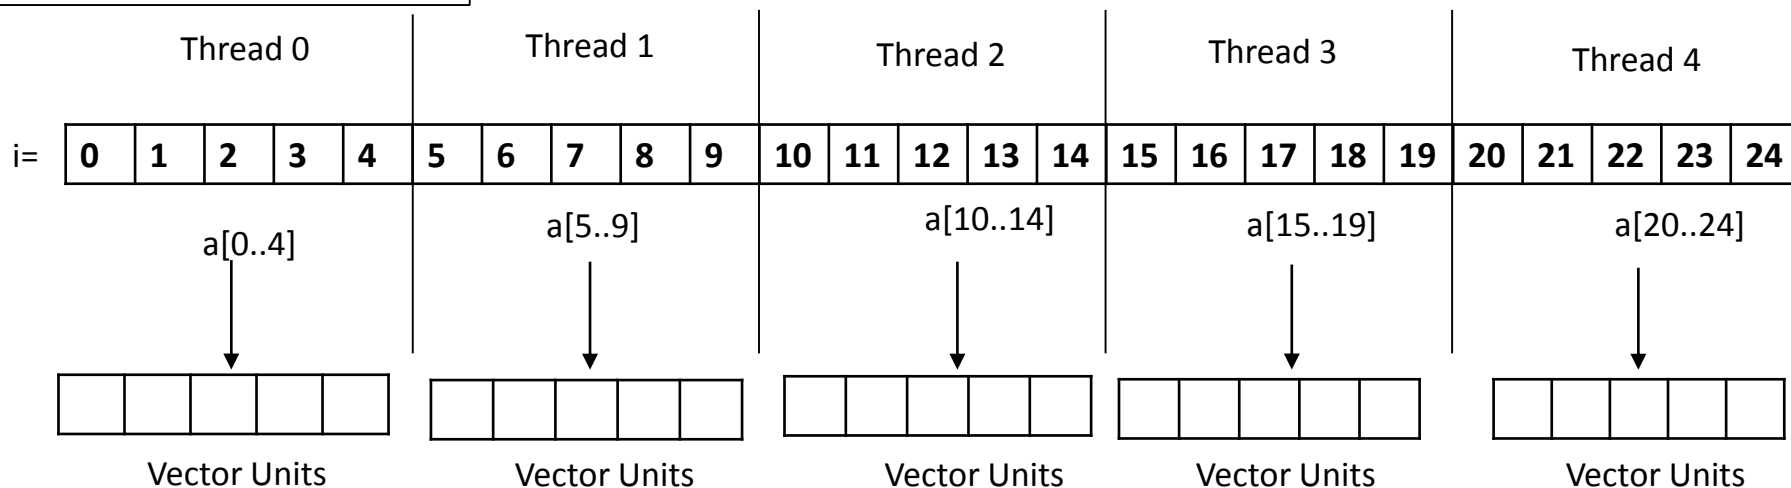 Thread 0 Thread 1 Thread 2 Thread 3 Thread 4
i= 0 1 2 3 4 5 6 7 8 9 10 11 12 13 14 15 16 17 18 19 20 21 22 23 24
a[0..4] a[5..9] a[10..14] a[15..19] a[20..24]
Vector Units Vector Units Vector Units Vector Units Vector Units